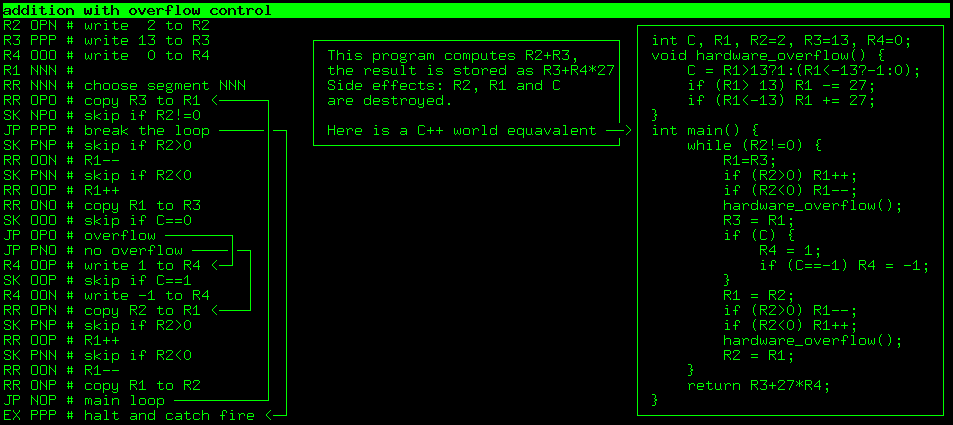 addition with overflow control
R2 OPN # write  2 to R2
R3 PPP # write 13 to R3
R4 OOO # write  0 to R4
R1 NNN #
RR NNN # choose segment NNN
RR OPO # copy R3 to R1
SK NPO # skip if R2!=0
JP PPP # break the loop
SK PNP # skip if R2>0
RR OON # R1--
SK PNN # skip if R2<0
RR OOP # R1++
RR ONO # copy R1 to R3
SK OOO # skip if C==0
JP OPO # overflow
JP PNO # no overflow
R4 OOP # write 1 to R4
SK OOP # skip if C==1
R4 OON # write -1 to R4
RR OPN # copy R2 to R1
SK PNP # skip if R2>0
RR OOP # R1++
SK PNN # skip if R2<0
RR OON # R1--
RR ONP # copy R1 to R2
JP NOP # main loop
EX PPP # halt and catch fire
This program computes R2+R3,
the result is stored as R3+R4*27
Side effects: R2, R1 and C
are destroyed.
Here is a C++ world equavalent
int C, R1, R2=2, R3=13, R4=0;
void hardware_overflow() {
    C = R1>13?1:(R1<-13?-1:0);
    if (R1> 13) R1 -= 27;
    if (R1<-13) R1 += 27;
}
int main() {
    while (R2!=0) {
        R1=R3;
        if (R2>0) R1++;
        if (R2<0) R1--;
        hardware_overflow();
        R3 = R1;
        if (C) {
            R4 = 1;
            if (C==-1) R4 = -1;
        }
        R1 = R2;
        if (R2>0) R1--;
        if (R2<0) R1++;
        hardware_overflow();
        R2 = R1;
    }
    return R3+27*R4;
}